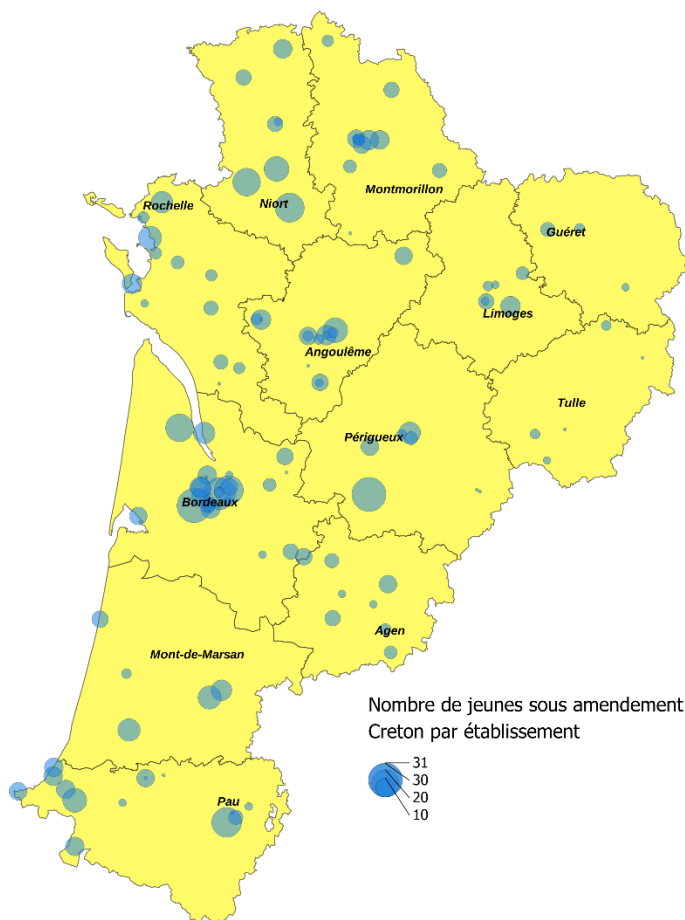 Montmorillon
Rochelle
Niort
Guéret
Limoges
Angoulême
Tulle
Périgueux
Bordeaux
Agen
Mont-de-Marsan
Nombre de jeunes sous amendement
Creton par établissement
31
30
20
10
Pau